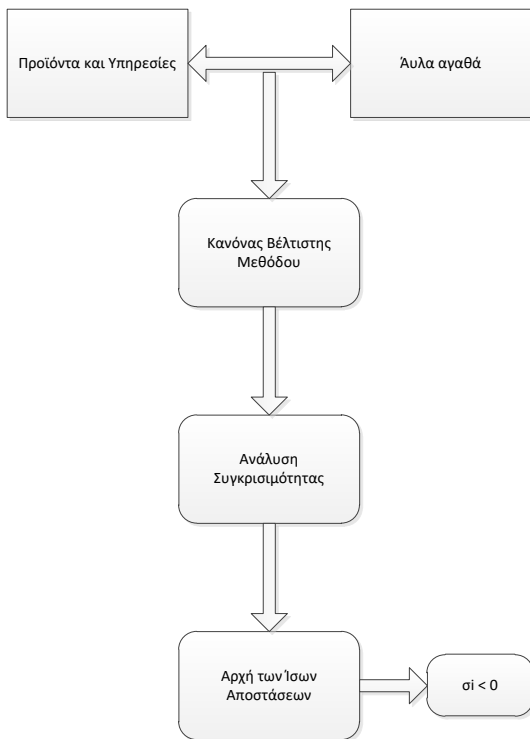 Προϊόντα και Υπηρεσίες
Άυλα αγαθά
Κανόνας Βέλτιστης
Μεθόδου
Ανάλυση
Συγκρισιμότητας
Αρχή των Ίσων
Αποστάσεων
σi < 0